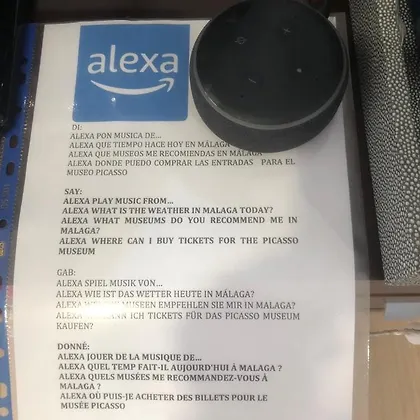 alexa
DI:
ALEXA PON MUSICA DE...
ALEXA QUE TIEMPO HACE HOY EN MÁLAGA
ALEXA QUE MUSEOS ME RECOMIENDAS EN MALAGA
ALEXA DONDE PUEDO COMPRAR LAS ENTRADAS PARA EL
MUSEO PICASSO
SAY:
ALEXA PLAY MUSIC FROM...
ALEXA WHAT IS THE WEATHER IN MALAGA TODAY?
ALEXA WHAT MUSEUMS DO YOU RECOMMEND ME IN
MALAGA?
ALEXA WHERE CAN I BUY TICKETS FOR THE PICASSO
MUSEUM
GAB:
ALEXA SPIEL MUSIK VON...
ALEXA WIE IST DAS WETTER HEUTE IN MÁLAGA?
ALEXA MUSEEN EMPFEHLEN SIE MIR IN MALAGA?
ALEXA ICH TICKETS FÜR DAS PICASSO MUSEUM
KAUFEN?
DONNÉ:
ALEXA JOUER DE LA MUSIQUE DE...
ALEXA QUEL TEMP FAIT-IL AUJOURD'HUI Á MALAGA ?
ALEXA QUELS MUSÉES ME RECOMMANDEZ-VOUS À
MALAGA ?
ALEXA OÙ PUIS-JE ACHETER DES BILLETS POUR LE
MUSÉE PICASSO